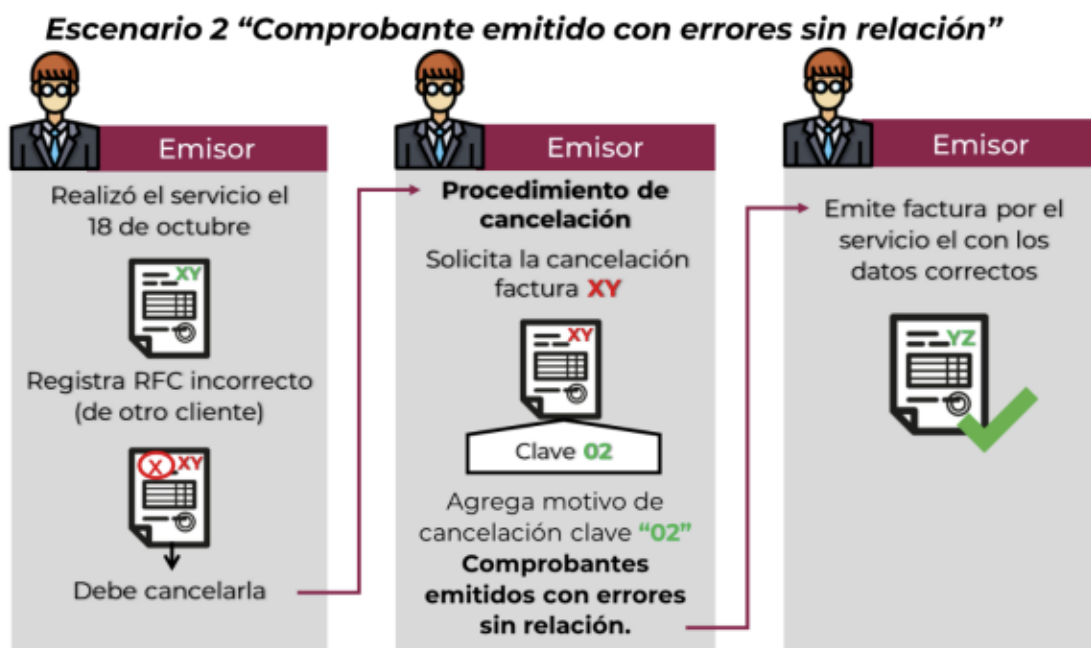 Escenario 2 “Comprobante emitido con errores sin relación”
Emisor
Realizó el servicio el
18 de octubre
XY
Registra RFC incorrecto
(de otro cliente)
X XY
Debe cancelarla
Emisor
Procedimiento de
cancelación
Solicita la cancelación
factura XY
XY
Clave 02
Agrega motivo de
cancelación clave “02”
Comprobantes
emitidos con errores
sin relación.
Emisor
Emite factura por el
servicio el con los
datos correctos
YZ